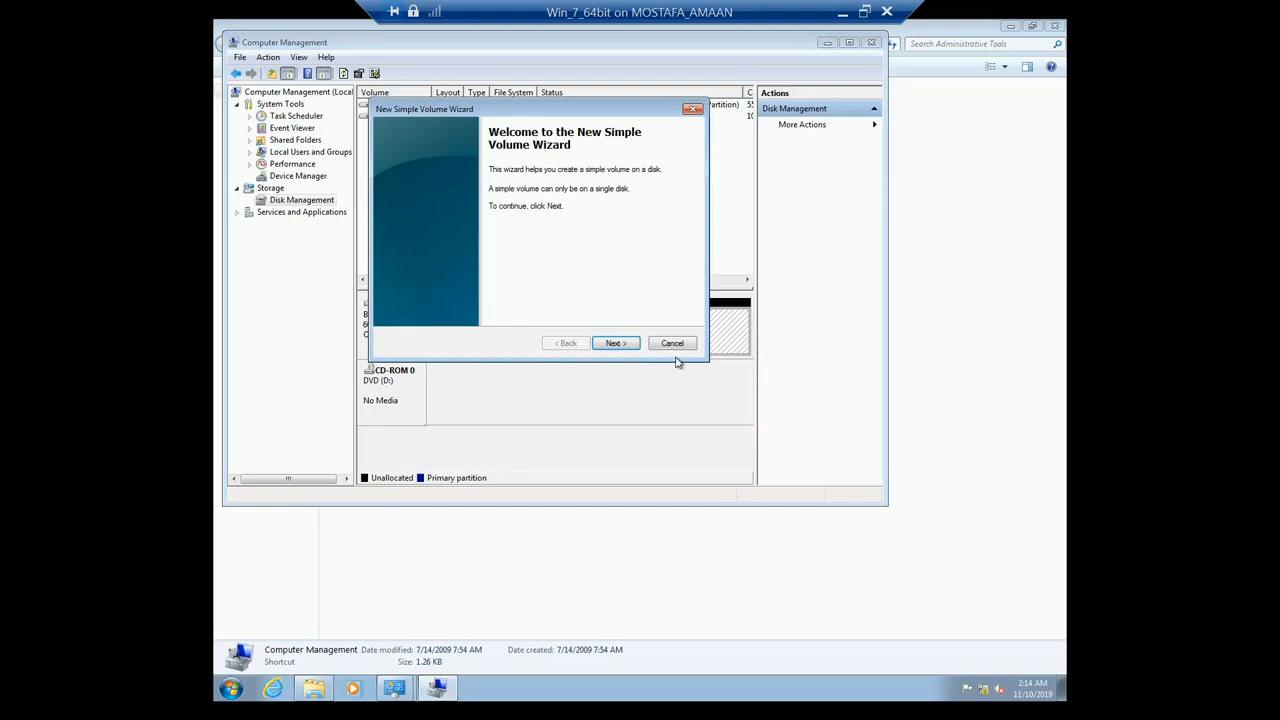 Win_7_64bit on MOSTAFA_AMAAN
Computer Management
Search Administrative Tools
File Action View Help
Computer Management (Local
System Tools
Task Scheduler
Event Viewer
Shared Folders
Local Users and Groups
Performance
Device Manager
Storage
Disk Management
Services and Applications
Volume Layout Type File System Status C
Partition) 55
10
New Simple Volume Wizard
Welcome to the New Simple
Volume Wizard
This wizard helps you create a simple volume on a disk.
A simple volume can only be on a single disk.
To continue, click Next.
< Back Next > Cancel
B
60
O
CD-ROM 0
DVD (D:)
No Media
Unallocated Primary partition
Actions
Disk Management
More Actions
Computer Management Date modified: 7/14/2009 7:54 AM Date created: 7/14/2009 7:54 AM
Shortcut Size: 1.26 KB
2:14 AM
11/10/2019